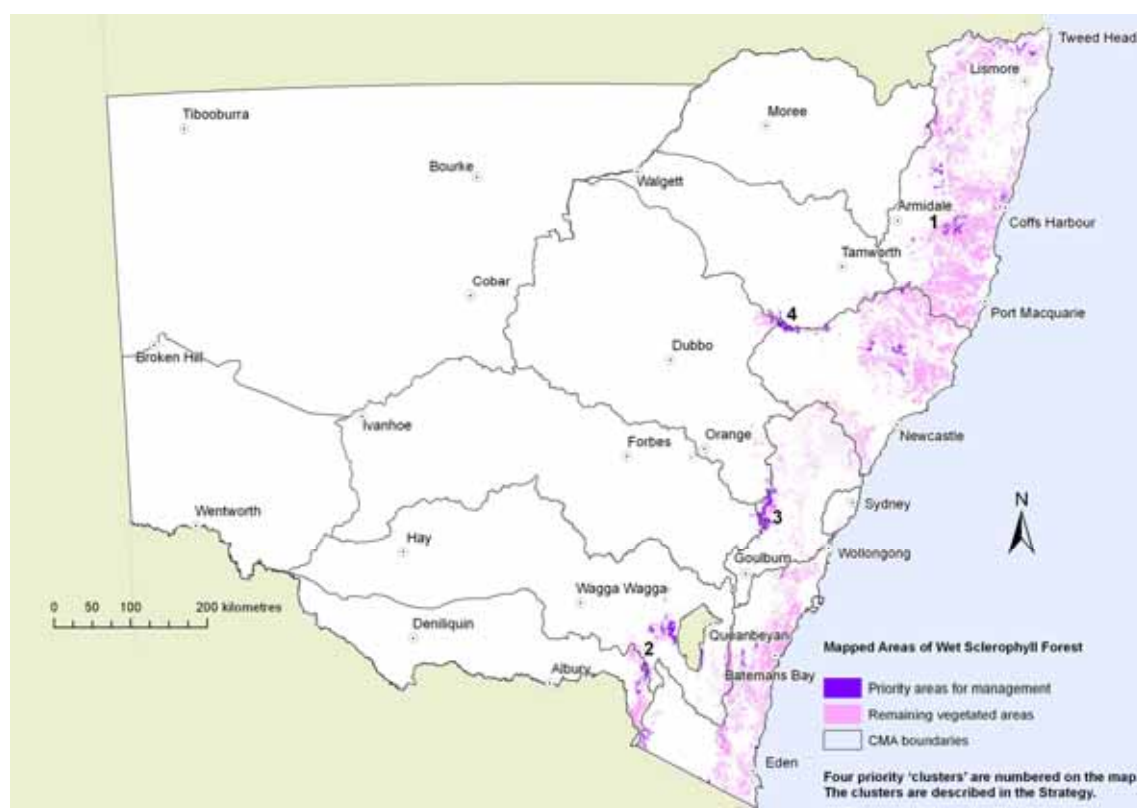 Tweed Head
Lismore
Tibooburra
Moree
Bourke
Walgett
Armidale
1
Coffs Harbour
Tamworth
Cobar
4
Port Macquarie
Broken Hill
Dubbo
Ivanhoe
Forbes
Orange
Newcastle
Wentworth
3
Sydney
N
Hay
Goulburn
Wollongong
0 50 100 200 kilometres
Wagga Wagga
Deniliquin
Queanbeyan
2
Albury
Batemans Bay
Eden
Mapped Areas of Wet Sclerophyll Forest
Priority areas for management
Remaining vegetated areas
CMA boundaries
Four priority 'clusters' are numbered on the map
The clusters are described in the Strategy.